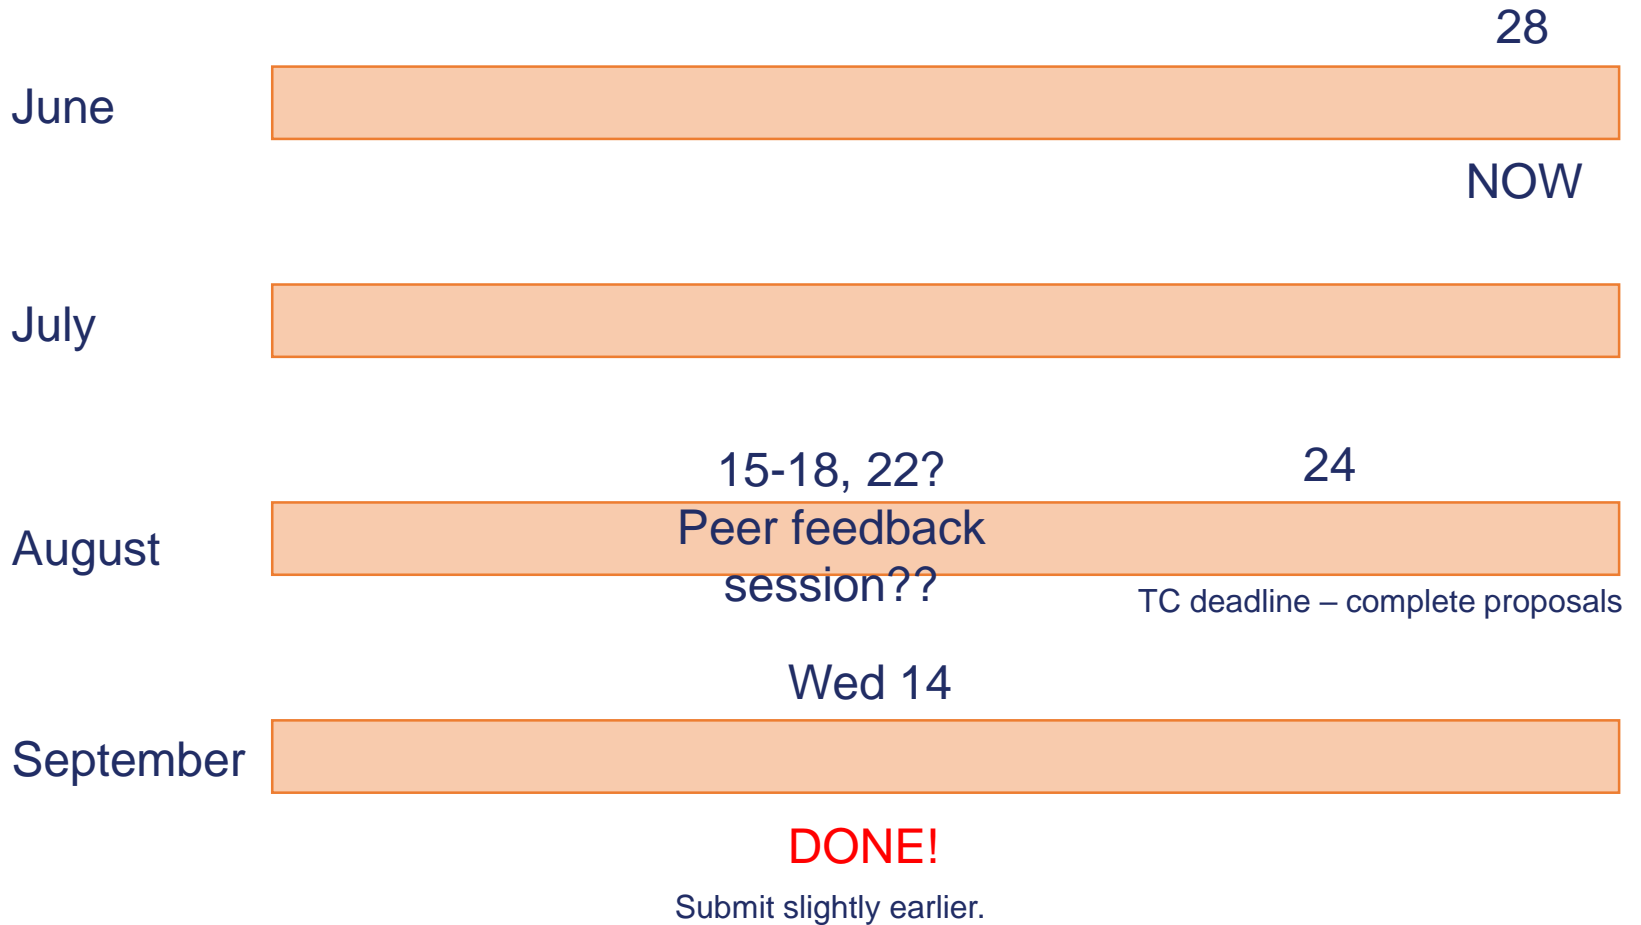 28
June
NOW
July
15-18, 22?
24
Peer feedback
August
session??
TC deadline – complete proposals
Wed 14
September
DONE!
Submit slightly earlier.